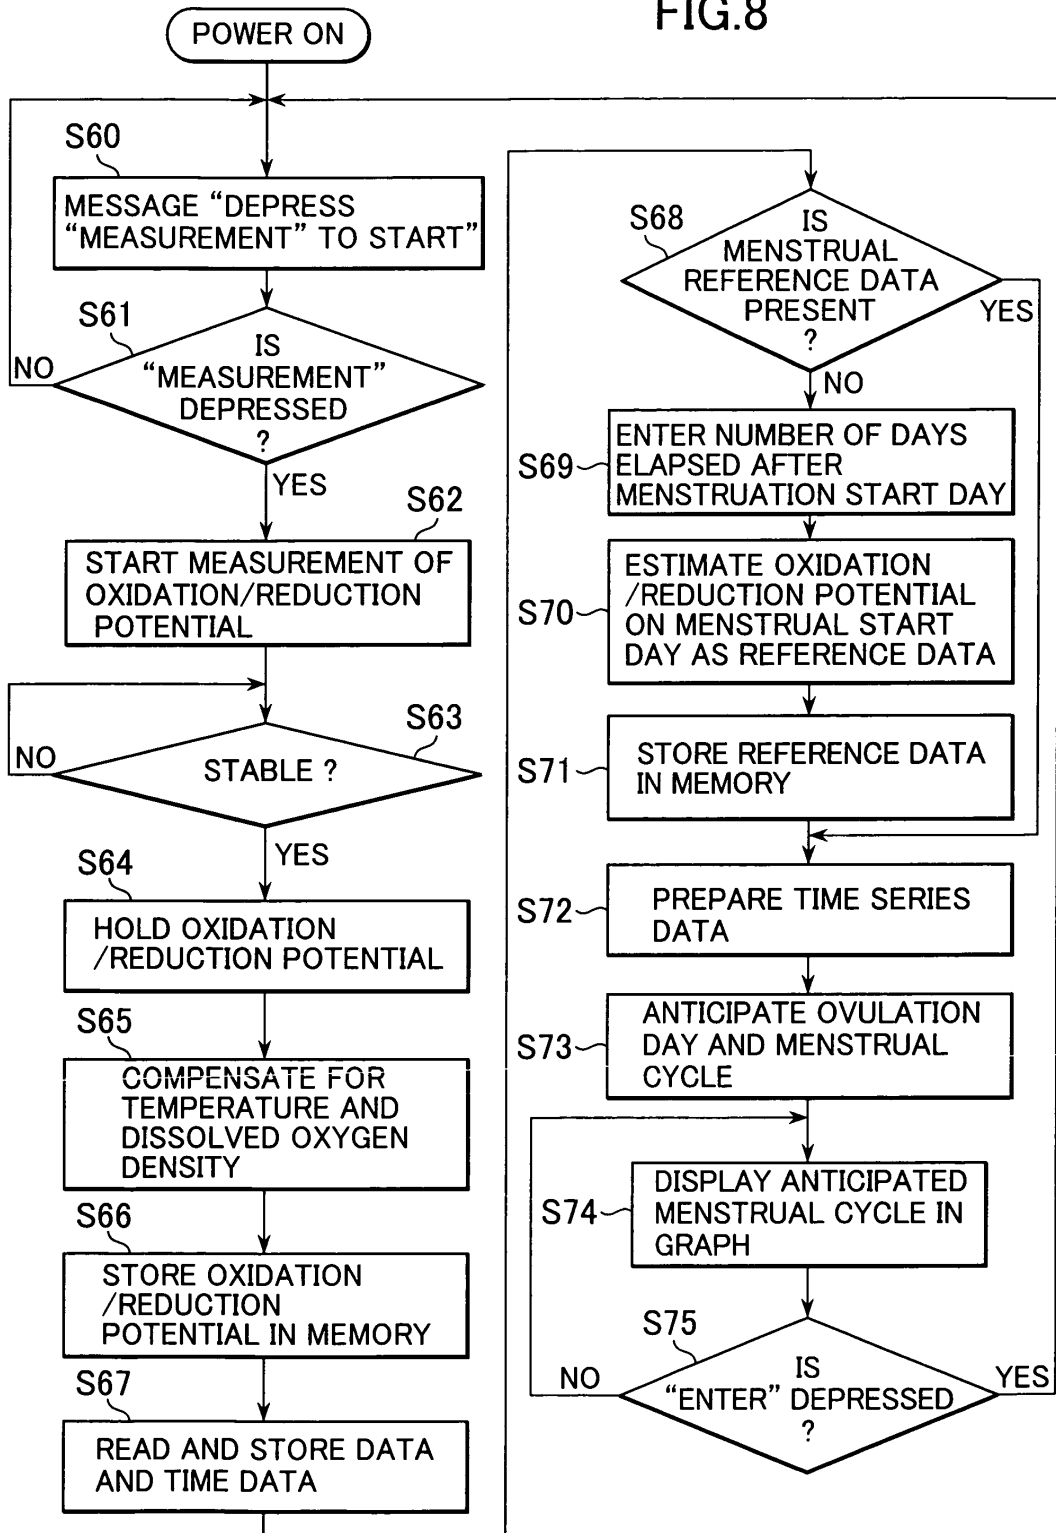 FIG.8
POWER ON
S60
MESSAGE “DEPRESS
“MEASUREMENT” TO START”
S61
IS
“MEASUREMENT”
DEPRESSED
?
NO
YES
S62
START MEASUREMENT OF
OXIDATION/REDUCTION
POTENTIAL
S63
STABLE ?
NO
YES
S64
HOLD OXIDATION
/REDUCTION POTENTIAL
S65
COMPENSATE FOR
TEMPERATURE AND
DISSOLVED OXYGEN
DENSITY
S66
STORE OXIDATION
/REDUCTION
POTENTIAL IN MEMORY
S67
READ AND STORE DATA
AND TIME DATA
S68
IS
MENSTRUAL
REFERENCE DATA
PRESENT
?
YES
NO
S69
ENTER NUMBER OF DAYS
ELAPSED AFTER
MENSTRUATION START DAY
S70
ESTIMATE OXIDATION
/REDUCTION POTENTIAL
ON MENSTRUAL START
DAY AS REFERENCE DATA
S71
STORE REFERENCE DATA
IN MEMORY
S72
PREPARE TIME SERIES
DATA
S73
ANTICIPATE OVULATION
DAY AND MENSTRUAL
CYCLE
S74
DISPLAY ANTICIPATED
MENSTRUAL CYCLE IN
GRAPH
S75
IS
“ENTER” DEPRESSED
?
NO
YES